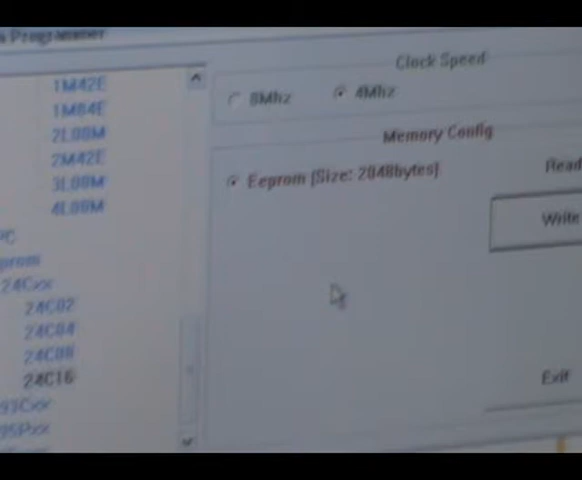 Programmer
1M42E
1M84E
2L08M
2M42E
3L08M
4L08M
24Cxx
24C02
24C04
24C08
24C16
93Cxx
95Pxx
Clock Speed
8Mhz
4Mhz
Memory Config
Eeprom (Size: 2048bytes)
Read
Write
Exit